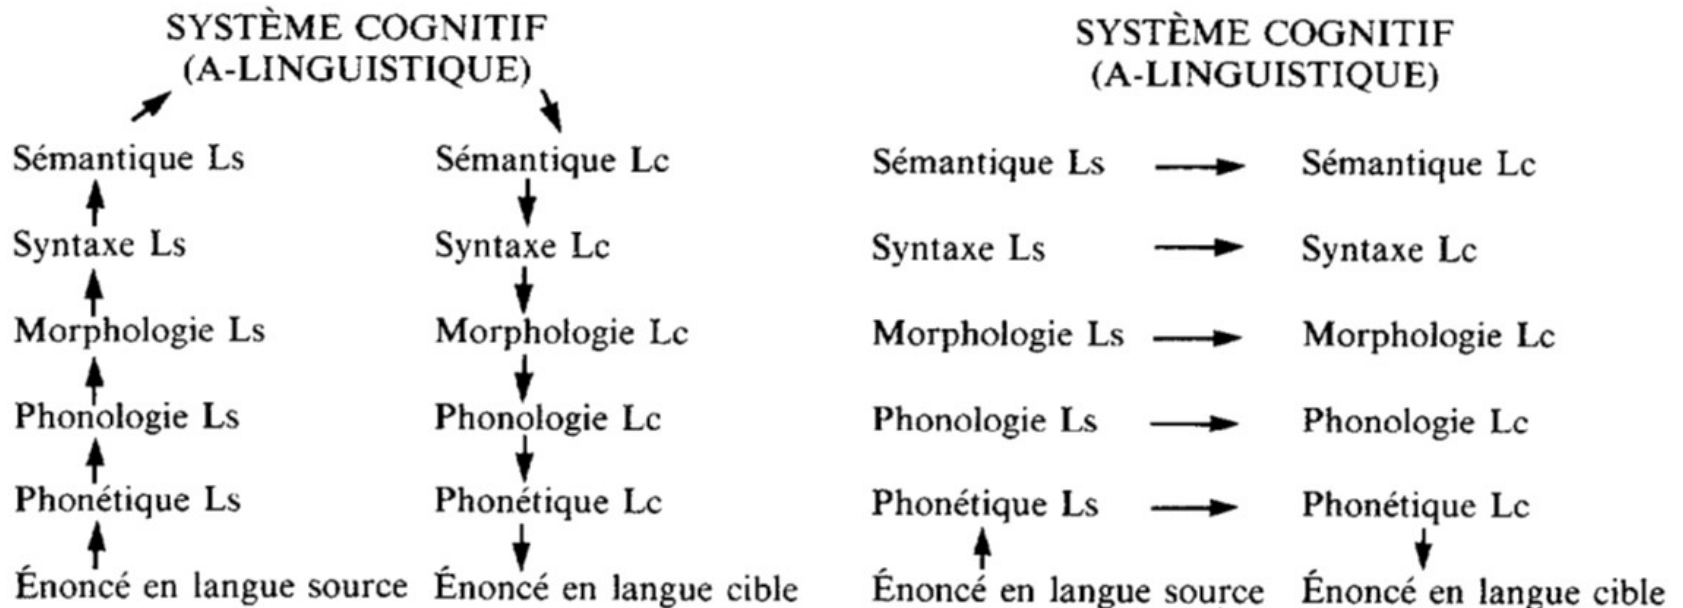 SYSTÈME COGNITIF
(A-LINGUISTIQUE)
Sémantique Ls
Sémantique Lc
Syntaxe Ls
Syntaxe Lc
Morphologie Ls
Morphologie Lc
Phonologie Ls
Phonologie Lc
Phonétique Ls
Phonétique Lc
Énoncé en langue source
Énoncé en langue cible
SYSTÈME COGNITIF
(A-LINGUISTIQUE)
Sémantique Ls
Sémantique Lc
Syntaxe Ls
Syntaxe Lc
Morphologie Ls
Morphologie Lc
Phonologie Ls
Phonologie Lc
Phonétique Ls
Phonétique Lc
Énoncé en langue source
Énoncé en langue cible